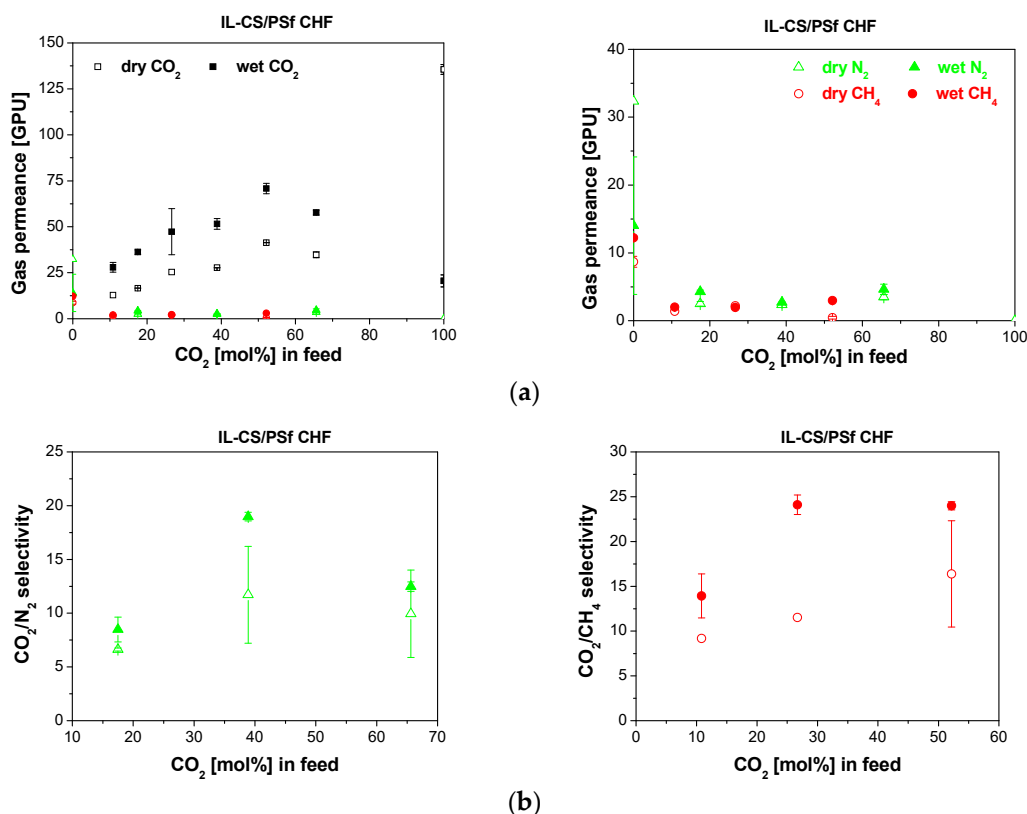 IL-CS/PSf CHF
dry CO₂ wet CO₂
150
125
100
75
50
25
0
0 20 40 60 80 100
Gas permeance [GPU]
CO₂ [mol%] in feed
IL-CS/PSf CHF
dry N₂ wet N₂
dry CH₄ wet CH₄
40
30
20
10
0
0 20 40 60 80 100
Gas permeance [GPU]
CO₂ [mol%] in feed
(a)
IL-CS/PSf CHF
25
20
15
10
5
0
10 20 30 40 50 60 70
CO₂/N₂ selectivity
CO₂ [mol%] in feed
IL-CS/PSf CHF
30
25
20
15
10
5
0
0 10 20 30 40 50 60
CO₂/CH₄ selectivity
CO₂ [mol%] in feed
(b)